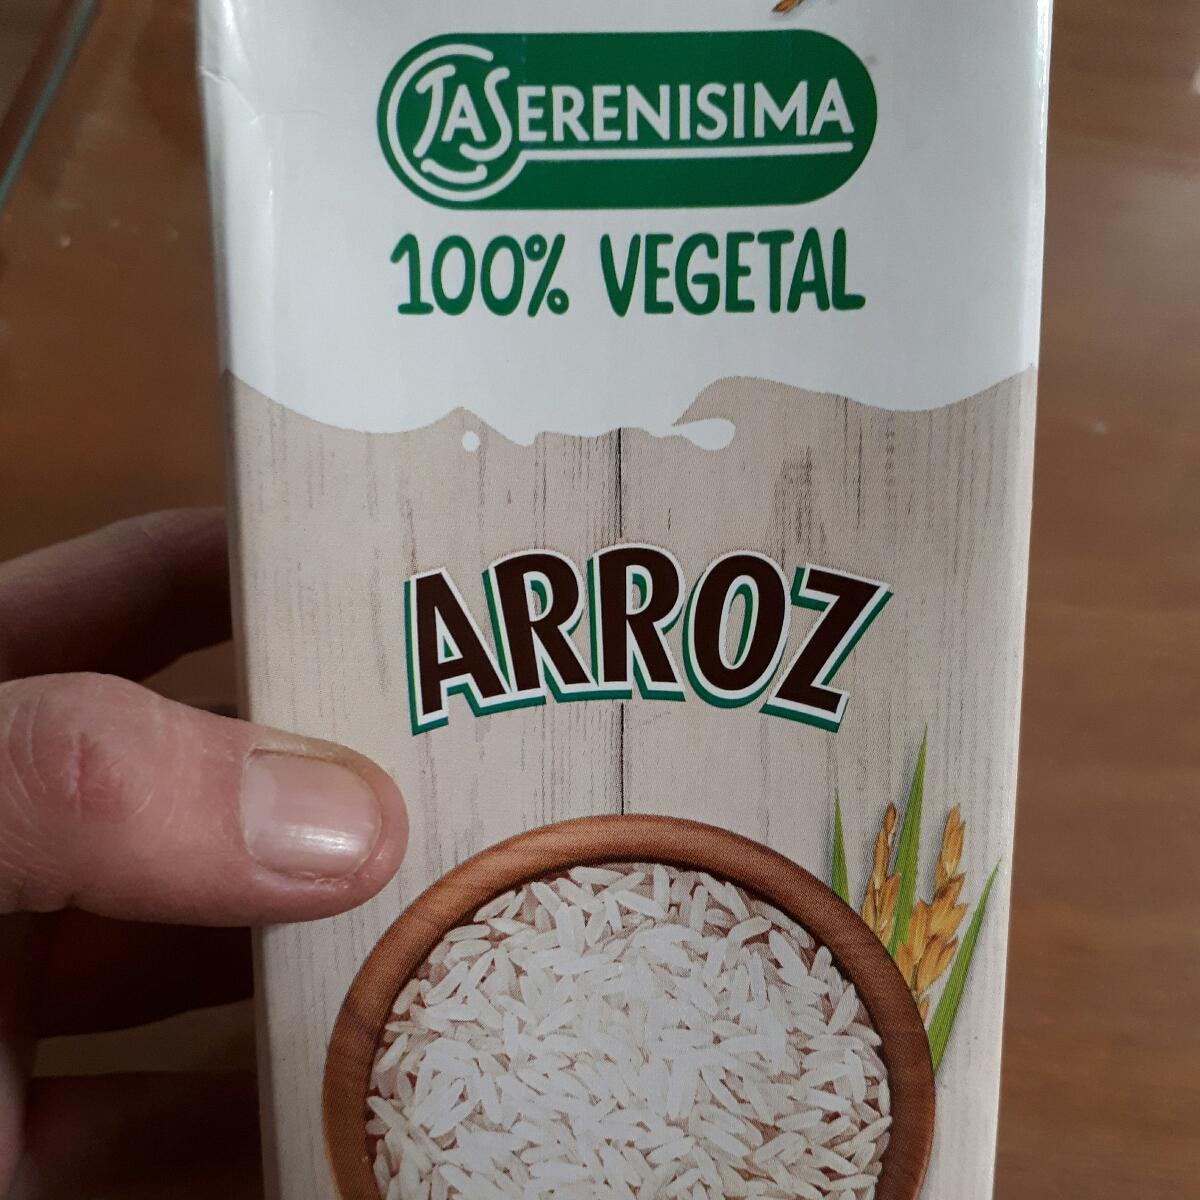 LASERENISIMA
100% VEGETAL
ARROZ